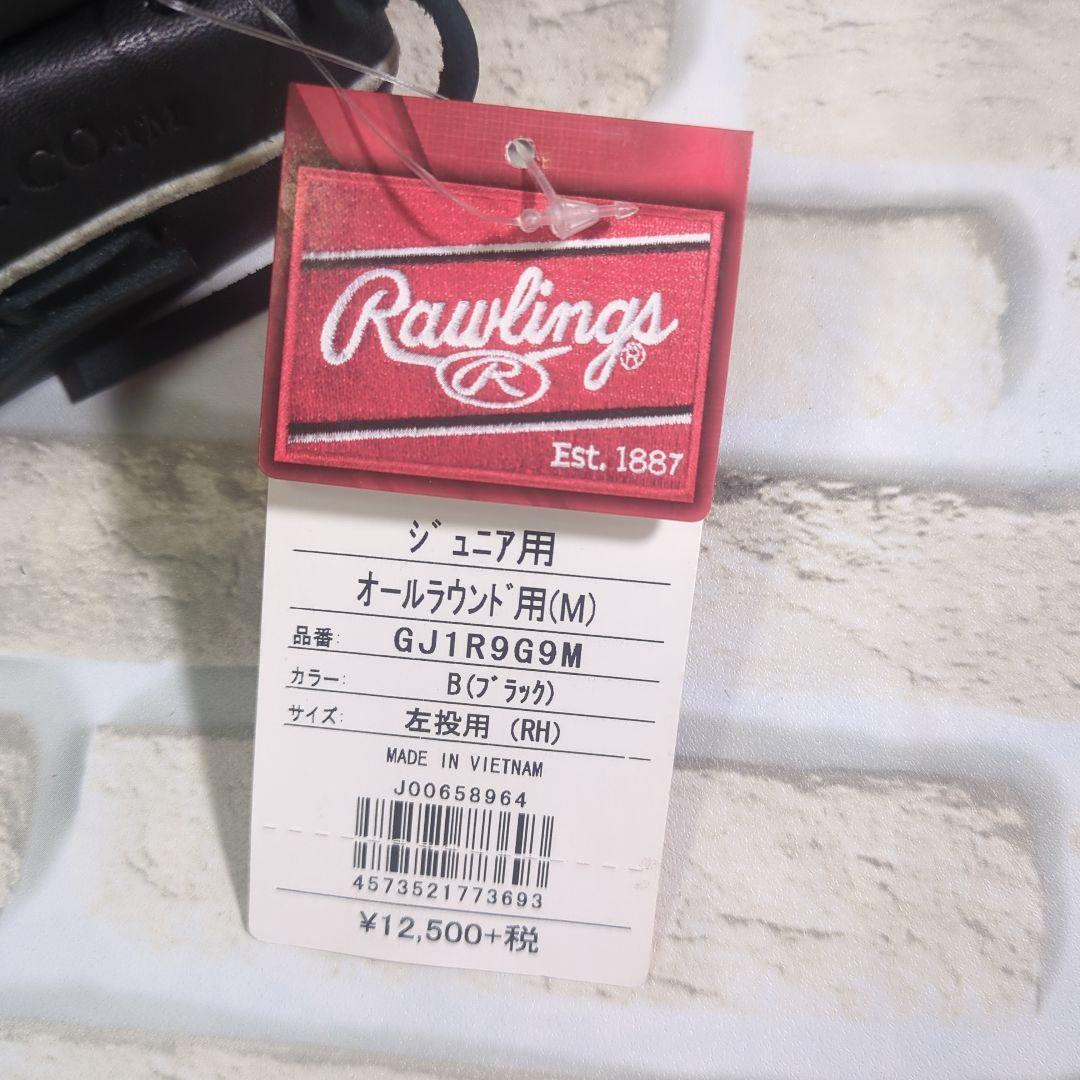 CO
Rawlings
R
Est. 1887
ジュニア用
オールラウンド用(M)
品番: GJ1R9G9M
カラー: B(ブラック)
サイズ: 左投用 (RH)
MADE IN VIETNAM
J00658964
4573521773693
¥12,500+税